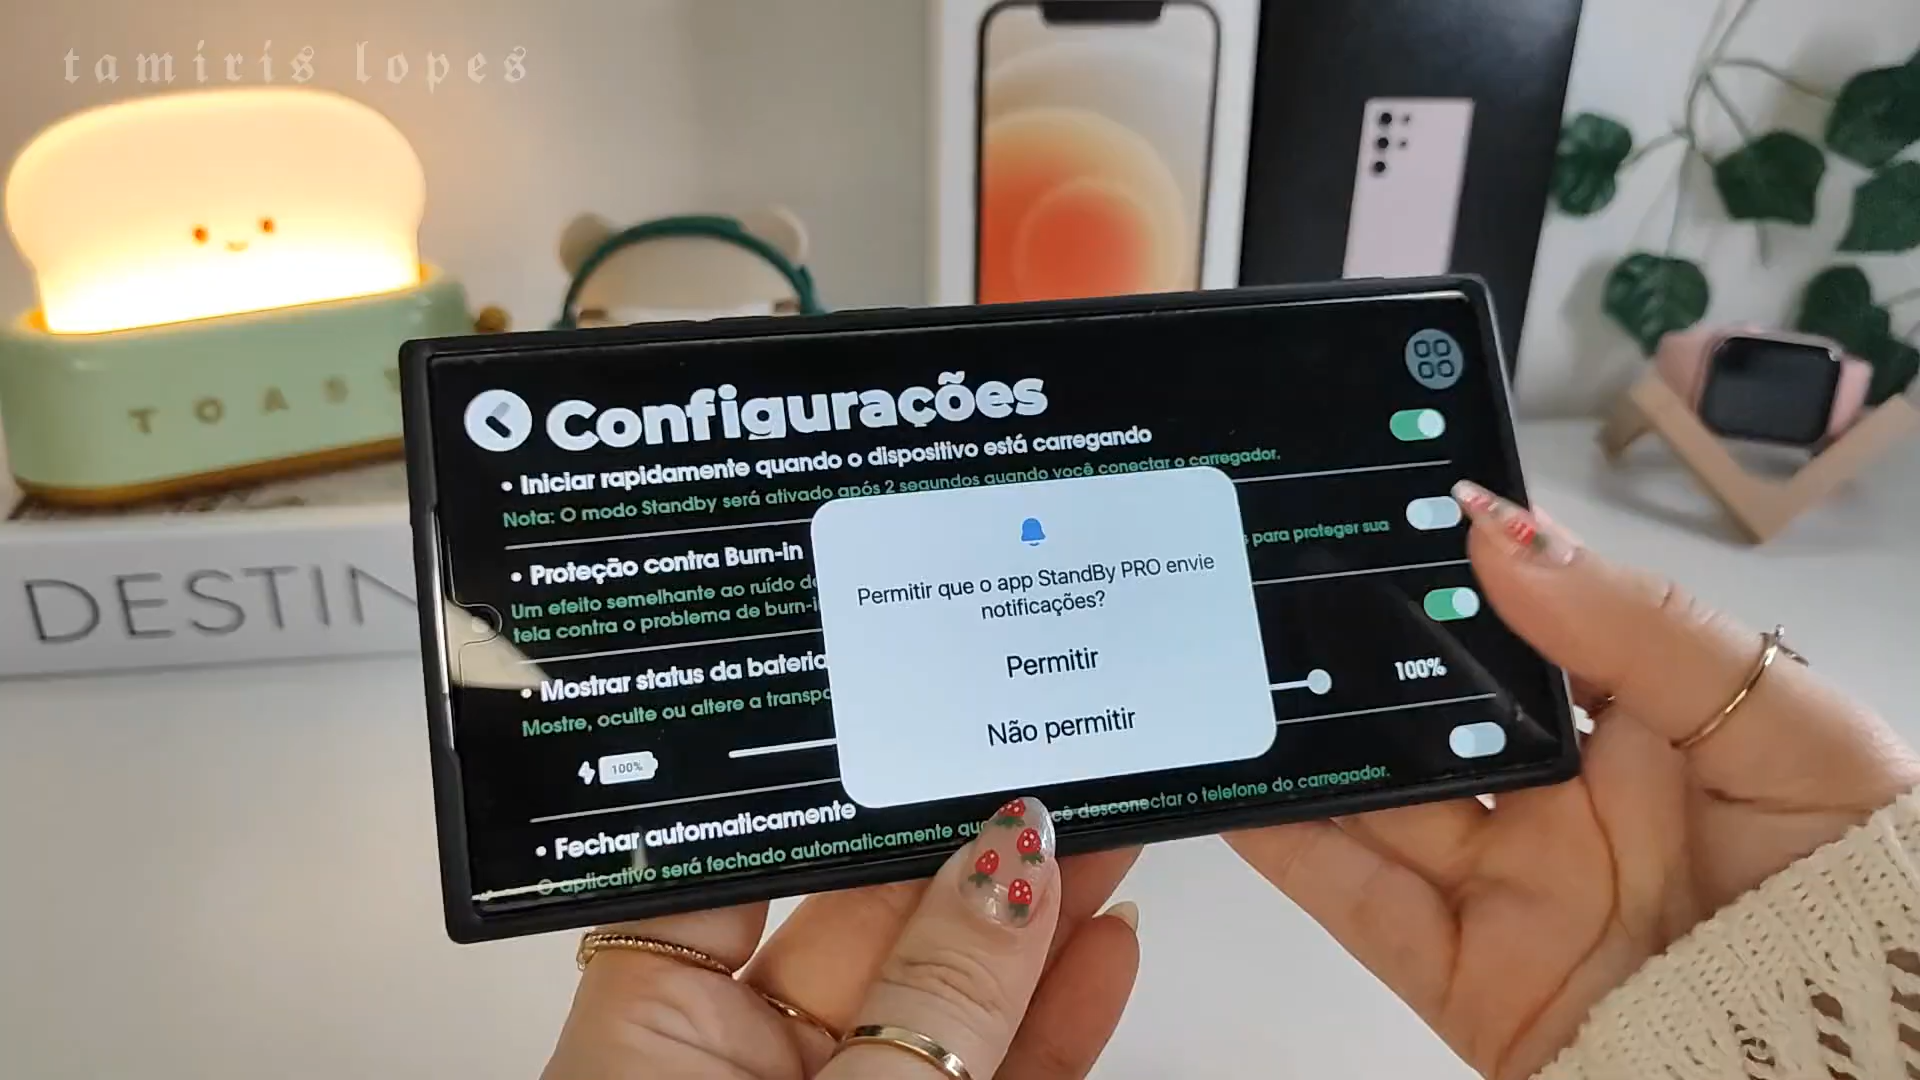 tamiris lopes
TOAS
DESTIN
Configurações
• Iniciar rapidamente quando o dispositivo está carregando
Nota: O modo Standby será ativado após 2 segundos quando você conectar o carregador.
• Proteção contra Burn-in
Um efeito semelhante ao ruído d
para proteger sua
tela contra o problema de burn-i
• Mostrar status da bateria
Mostre, oculte ou altere a transp
100%
100%
• Fechar automaticamente
O aplicativo será fechado automaticamente qu cê desconectar o telefone do carregador.
Permitir que o app StandBy PRO envie
notificações?
Permitir
Não permitir